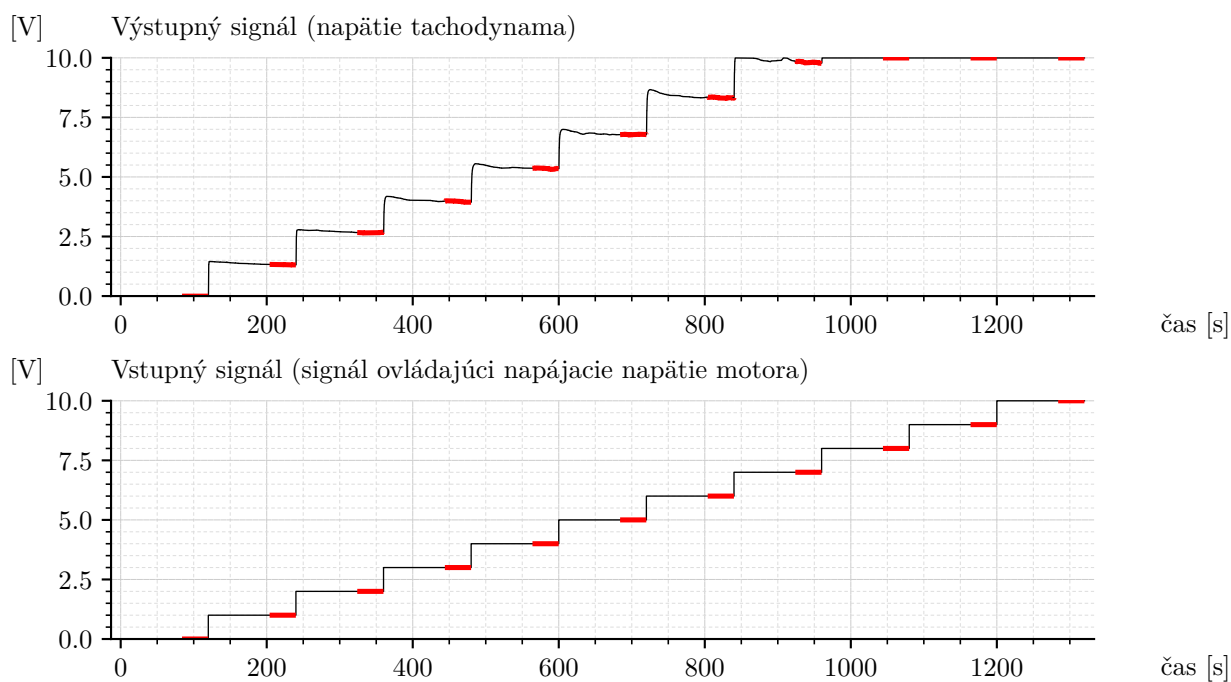 [V] Výstupný signál (napätie tachodynama)
10.0
7.5
5.0
2.5
0.0
0 200 400 600 800 1000 1200 čas [s]
[V] Vstupný signál (signál ovládajúci napájacie napätie motora)
10.0
7.5
5.0
2.5
0.0
0 200 400 600 800 1000 1200 čas [s]